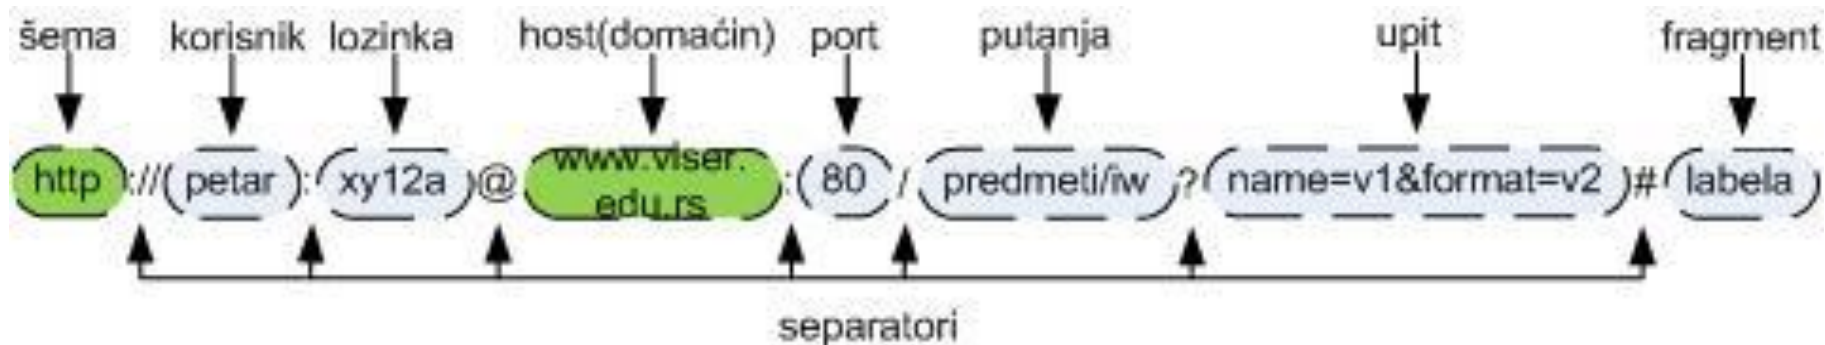 šema korisnik lozinka host(domaćin) port putanja upit fragment
http :// petar : xy12a @ www.viser. : 80 / predmeti/iw ? name=v1&format=v2 # labela
edu.rs
separatori